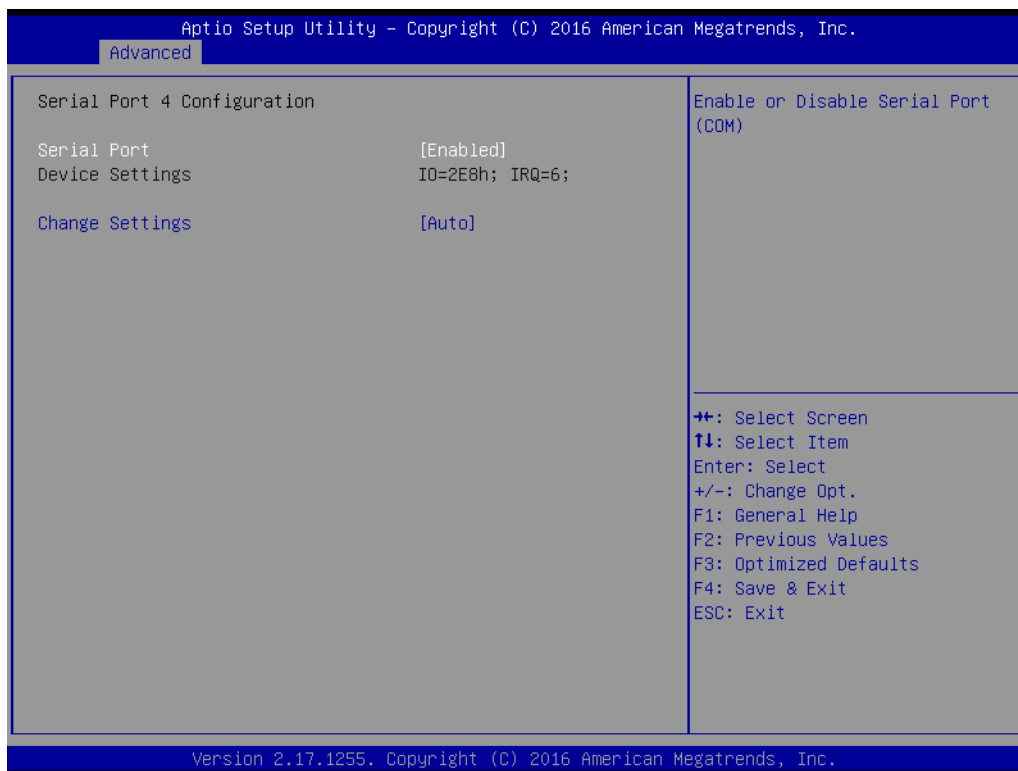 Aptio Setup Utility – Copyright (C) 2016 American Megatrends, Inc.
Advanced
Serial Port 4 Configuration
Serial Port [Enabled]
Device Settings IO=2E8h; IRQ=6;
Change Settings [Auto]
Enable or Disable Serial Port
(COM)
→←: Select Screen
↑↓: Select Item
Enter: Select
+/-: Change Opt.
F1: General Help
F2: Previous Values
F3: Optimized Defaults
F4: Save & Exit
ESC: Exit
Version 2.17.1255. Copyright (C) 2016 American Megatrends, Inc.